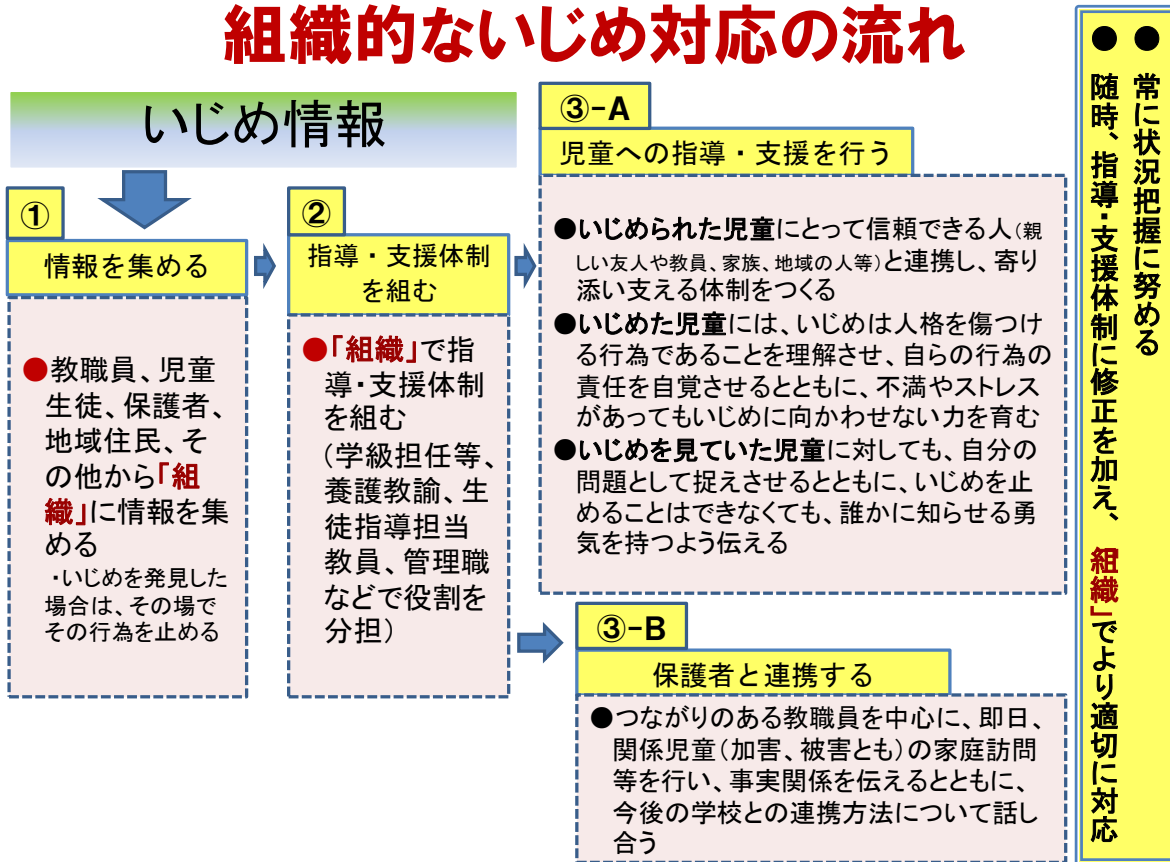 組織的ないじめ対応の流れ
いじめ情報
①
情報を集める
●教職員、児童
生徒、保護者、
地域住民、そ
の他から「組
織」に情報を集
める
・いじめを発見した
場合は、その場で
その行為を止める
②
指導・支援体制
を組む
●「組織」で指
導・支援体制
を組む
(学級担任等、
養護教諭、生
徒指導担当
教員、管理職
などで役割を
分担)
③-A
児童への指導・支援を行う
●いじめられた児童にとって信頼できる人(親
しい友人や教員、家族、地域の人等)と連携し、寄り
添い支える体制をつくる
●いじめた児童には、いじめは人格を傷つけ
る行為であることを理解させ、自らの行為の
責任を自覚させるとともに、不満やストレス
があってもいじめに向かわせない力を育む
●いじめを見ていた児童に対しても、自分の
問題として捉えさせるとともに、いじめを止
めることはできなくても、誰かに知らせる勇
気を持つよう伝える
③-B
保護者と連携する
●つながりのある教職員を中心に、即日、
関係児童(加害、被害とも)の家庭訪問
等を行い、事実関係を伝えるとともに、
今後の学校との連携方法について話し
合う
● 常に状況把握に努める
● 随時、指導・支援体制に修正を加え、組織」でより適切に対応